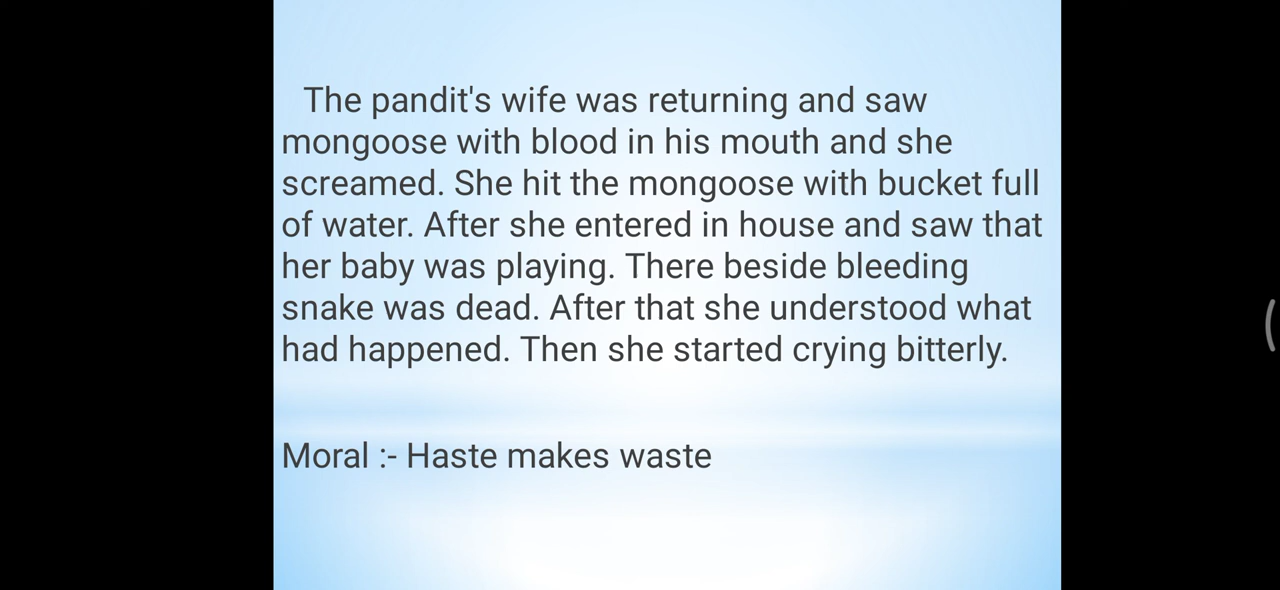 The pandit's wife was returning and saw
mongoose with blood in his mouth and she
screamed. She hit the mongoose with bucket full
of water. After she entered in house and saw that
her baby was playing. There beside bleeding
snake was dead. After that she understood what
had happened. Then she started crying bitterly.
Moral :- Haste makes waste